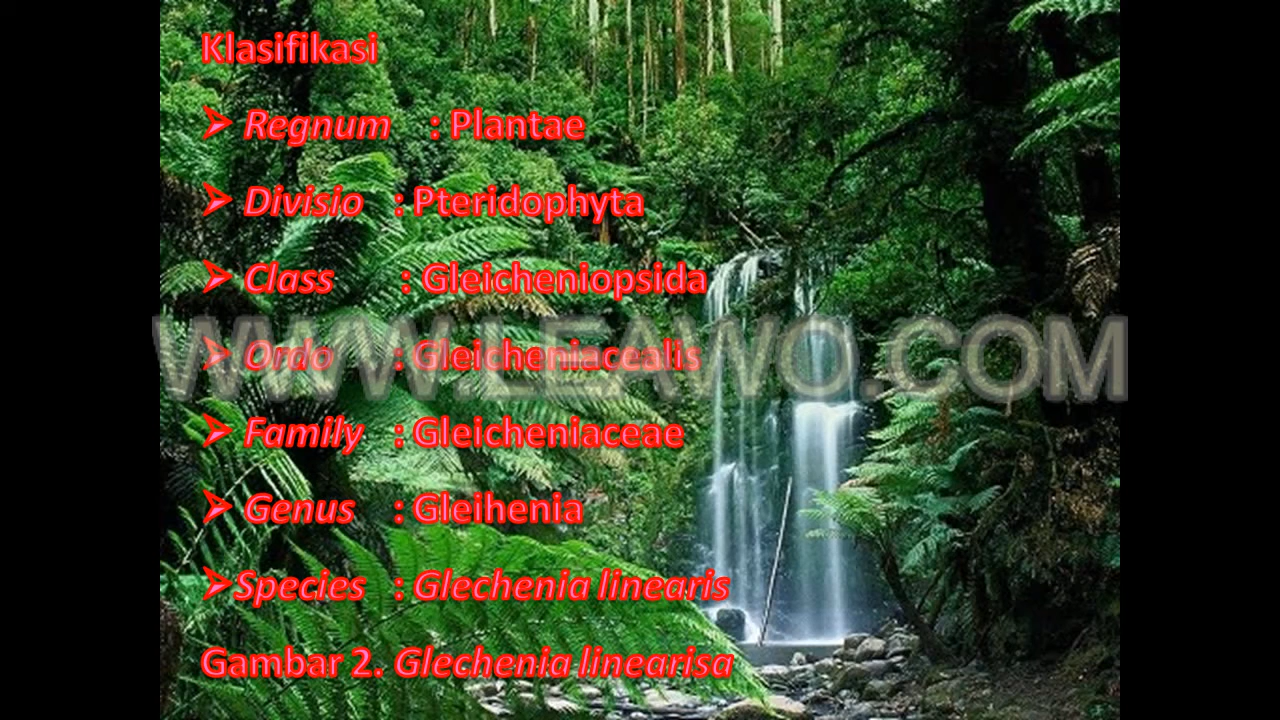 Klasifikasi
➢ Regnum : Plantae
➢ Divisio : Pteridophyta
➢ Class : Gleicheniopsida
WWW.LEAWO.COM
➢ Ordo : Gleicheniacealis
➢ Family : Gleicheniaceae
➢ Genus : Gleihenia
➢Species : Glechenia linearis
Gambar 2. Glechenia linearisa